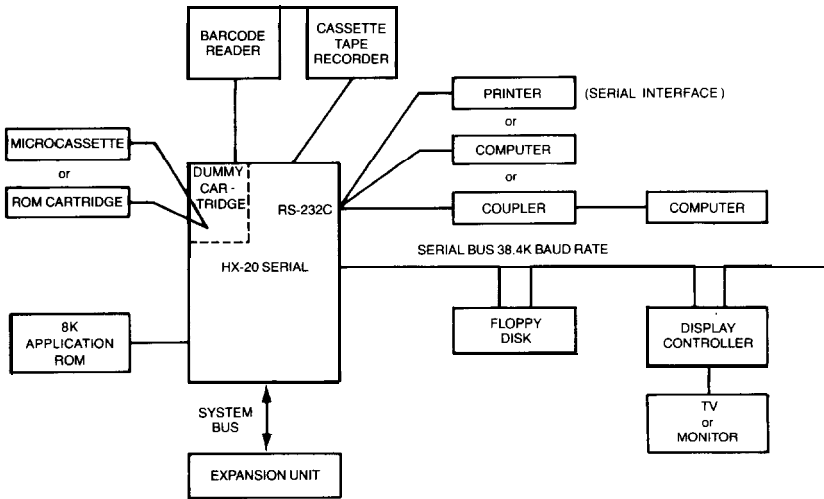 BARCODE
READER
CASSETTE
TAPE
RECORDER
PRINTER
(SERIAL INTERFACE)
or
MICROCASSETTE
COMPUTER
or
DUMMY
CAR -
TRIDGE
or
ROM CARTRIDGE
RS-232C
COUPLER
COMPUTER
SERIAL BUS 38.4K BAUD RATE
HX-20 SERIAL
8K
APPLICATION
ROM
FLOPPY
DISK
DISPLAY
CONTROLLER
SYSTEM
BUS
TV
or
MONITOR
EXPANSION UNIT